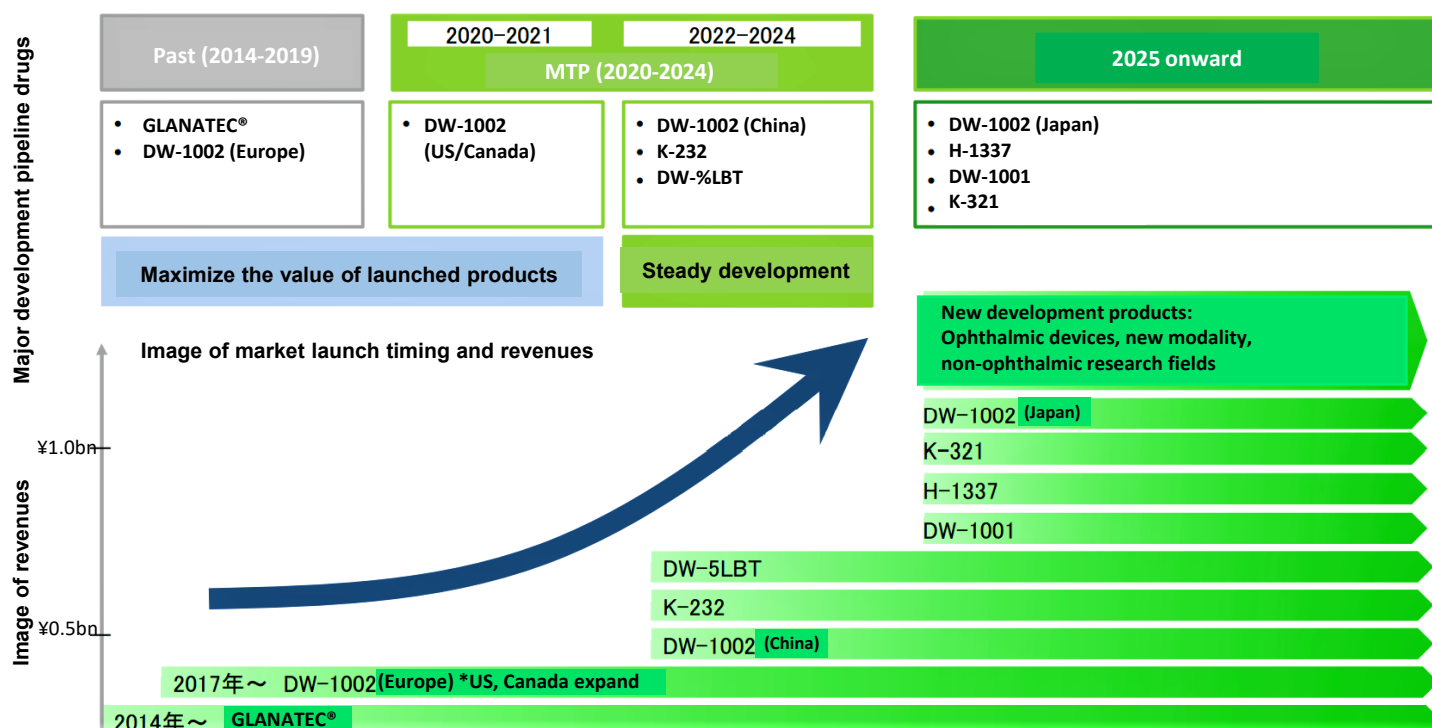 Major development pipeline drugs
Past (2014-2019)
2020-2021
2022-2024
MTP (2020-2024)
2025 onward
• GLANATEC®
• DW-1002 (Europe)
• DW-1002
(US/Canada)
• DW-1002 (China)
• K-232
• DW-%LBT
• DW-1002 (Japan)
• H-1337
• DW-1001
• K-321
Maximize the value of launched products
Steady development
Image of market launch timing and revenues
New development products:
Ophthalmic devices, new modality,
non-ophthalmic research fields
Image of revenues
¥1.0bn
¥0.5bn
DW-1002 (Japan)
K-321
H-1337
DW-1001
DW-5LBT
K-232
DW-1002 (China)
2017年～ DW-1002 (Europe) *US, Canada expand
2014年～ GLANATEC®